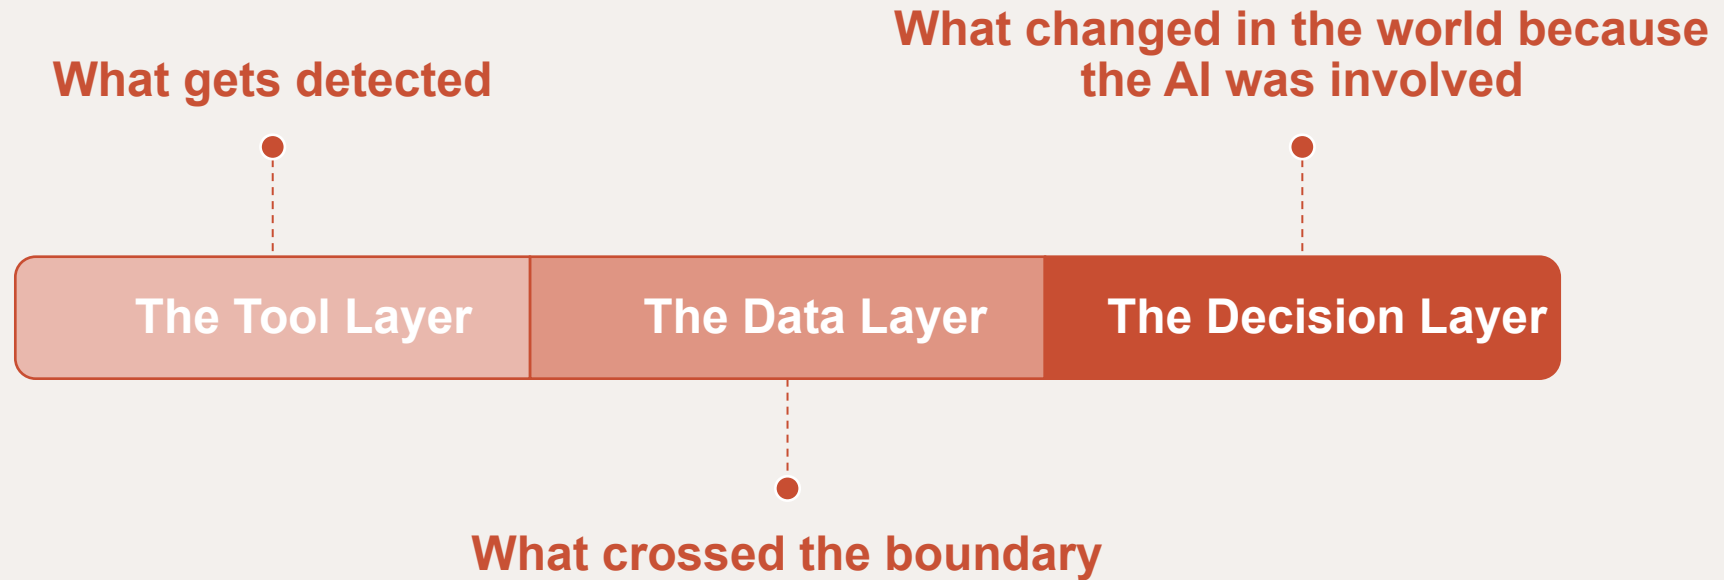 What gets detected
What changed in the world because
the AI was involved
The Tool Layer
The Data Layer
The Decision Layer
What crossed the boundary